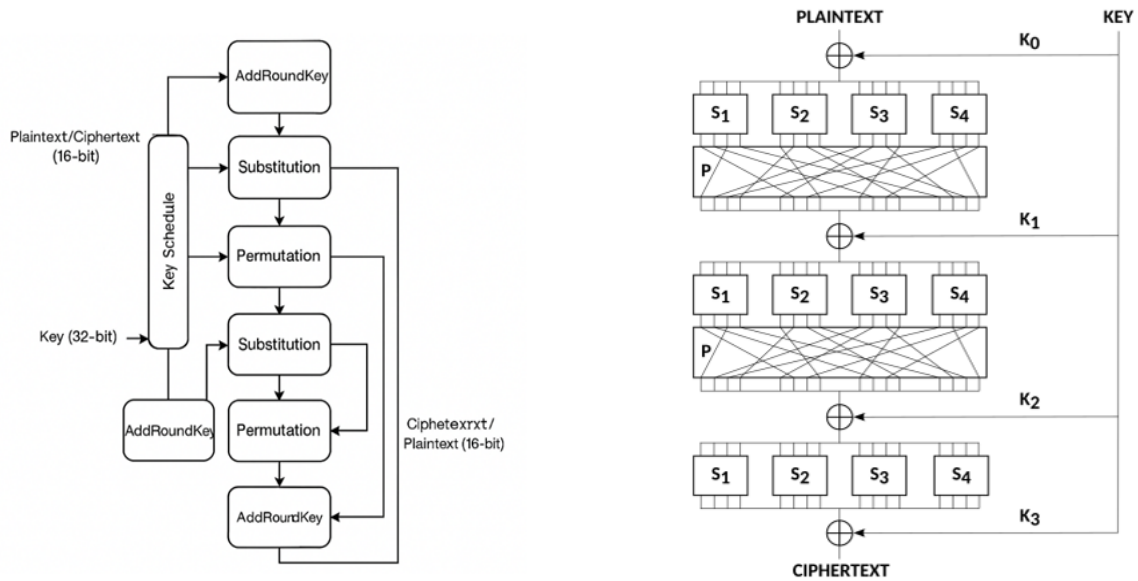 AddRoundKey
Plaintext/Ciphertext
(16-bit)
Substitution
Key Schedule
Permutation
Key (32-bit)
Substitution
AddRoundKey
Permutation
Ciphetexrxt/
Plaintext (16-bit)
AddRoundKey
PLAINTEXT
KEY
K0
S1 S2 S3 S4
P
K1
S1 S2 S3 S4
P
K2
S1 S2 S3 S4
K3
CIPHERTEXT